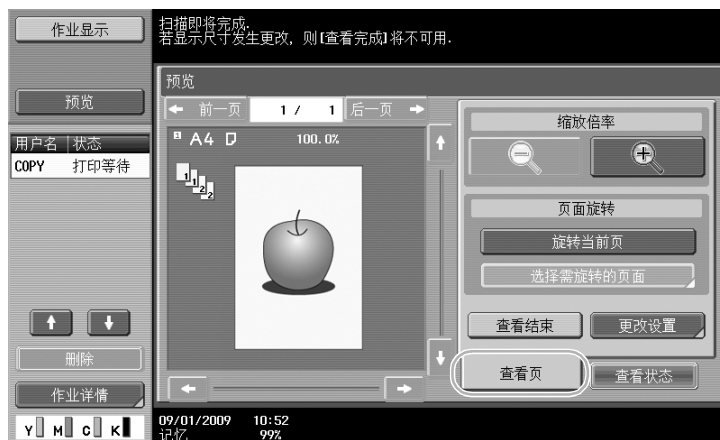 作业显示
扫描即将完成.
若显示尺寸发生更改, 则[查看完成]将不可用.
预览
预览
前一页 1 / 1 后一页
用户名 状态
COPY 打印等待
A4 100.0%
1 1 2 2
缩放倍率
页面旋转
旋转当前页
选择需旋转的页面
查看结束 更改设置
删除
查看页 查看状态
作业详情
Y M C K
09/01/2009 10:52
记忆 99%